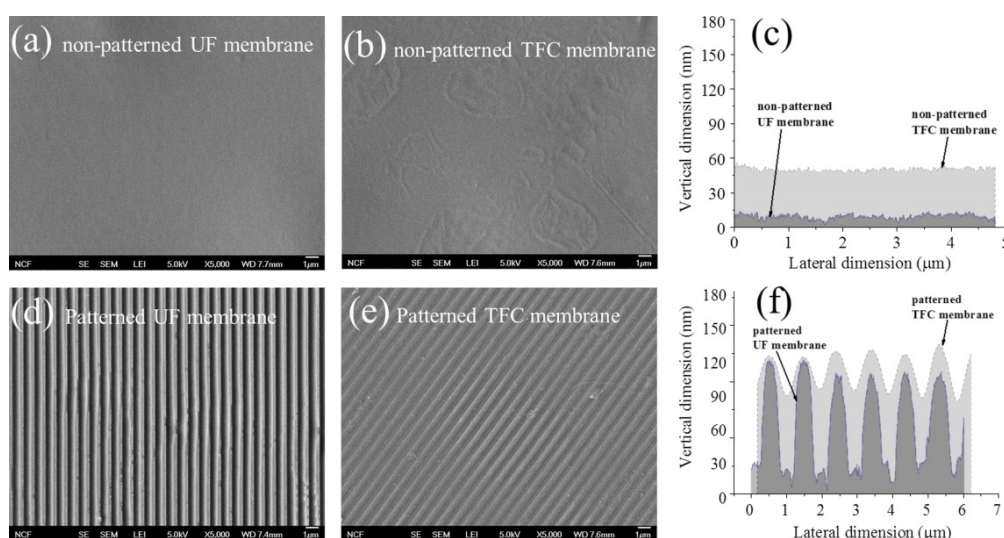 (a) non-patterned UF membrane
NCF SE SEM LEI 5.0kV X5,000 WD 7.7mm 1μm
(b) non-patterned TFC membrane
NCF SE SEM LEI 5.0kV X5,000 WD 7.6mm 1μm
(c)
Vertical dimension (nm)
180
150
120
90
60
30
0
non-patterned
UF membrane
non-patterned
TFC membrane
0 1 2 3 4 5
Lateral dimension (μm)
(d) Patterned UF membrane
NCF SE SEM LEI 5.0kV X5,000 WD 7.4mm 1μm
(e) Patterned TFC membrane
NCF SE SEM LEI 5.0kV X5,000 WD 7.6mm 1μm
(f)
Vertical dimension (nm)
180
150
120
90
60
30
0
patterned
UF membrane
patterned
TFC membrane
0 1 2 3 4 5 6 7
Lateral dimension (μm)